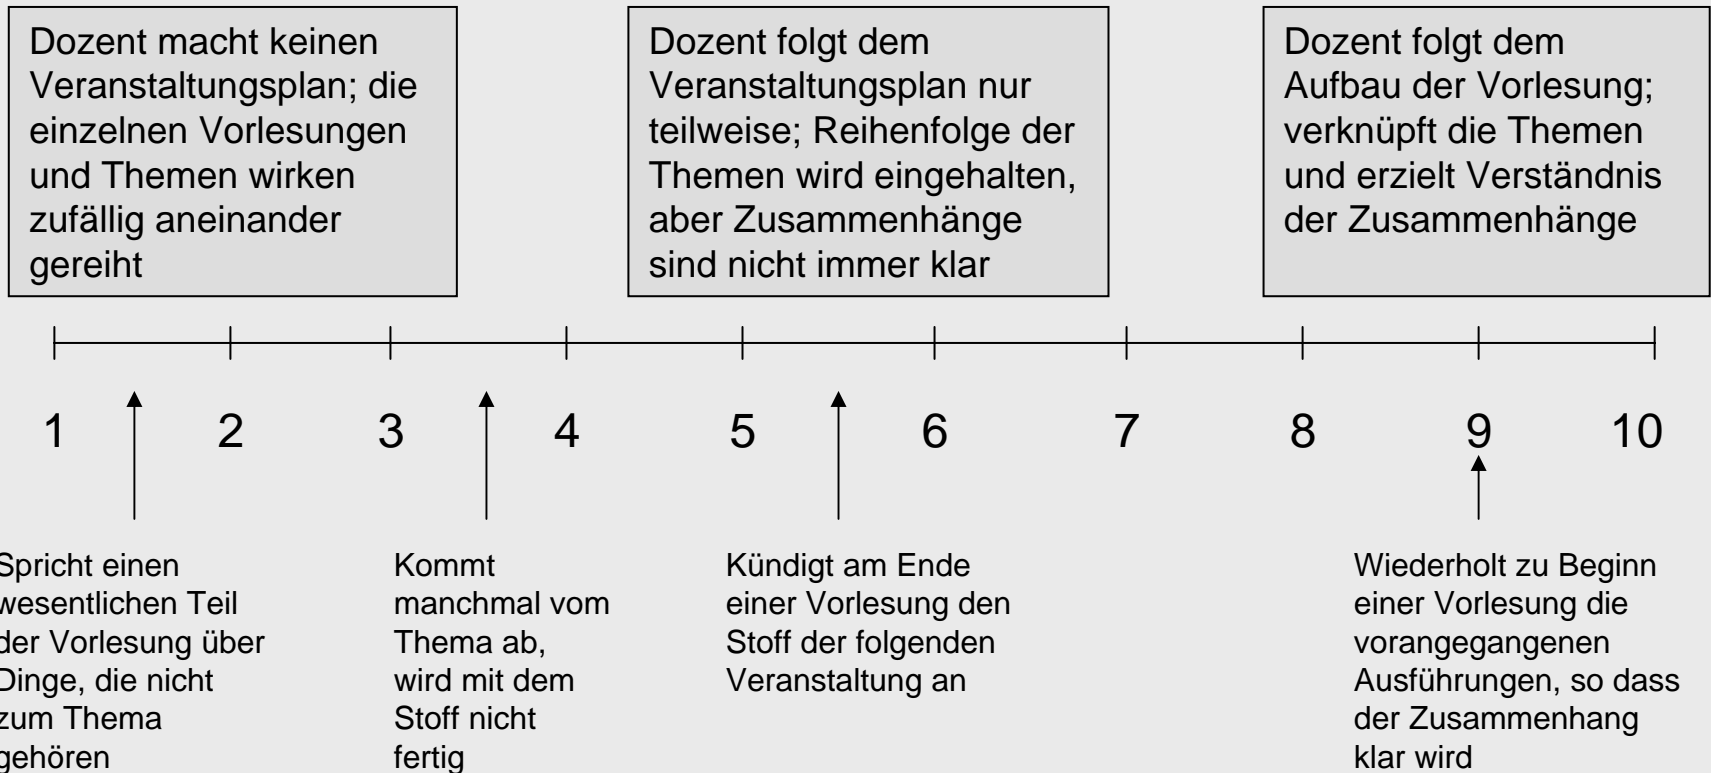 Dozent macht keinen
Veranstaltungsplan; die
einzelnen Vorlesungen
und Themen wirken
zufällig aneinander
gereiht
Dozent folgt dem
Veranstaltungsplan nur
teilweise; Reihenfolge der
Themen wird eingehalten,
aber Zusammenhänge
sind nicht immer klar
Dozent folgt dem
Aufbau der Vorlesung;
verknüpft die Themen
und erzielt Verständnis
der Zusammenhänge
1 2 3 4 5 6 7 8 9 10
Spricht einen
wesentlichen Teil
der Vorlesung über
Dinge, die nicht
zum Thema
gehören
Kommt
manchmal vom
Thema ab,
wird mit dem
Stoff nicht
fertig
Kündigt am Ende
einer Vorlesung den
Stoff der folgenden
Veranstaltung an
Wiederholt zu Beginn
einer Vorlesung die
vorangegangenen
Ausführungen, so dass
der Zusammenhang
klar wird